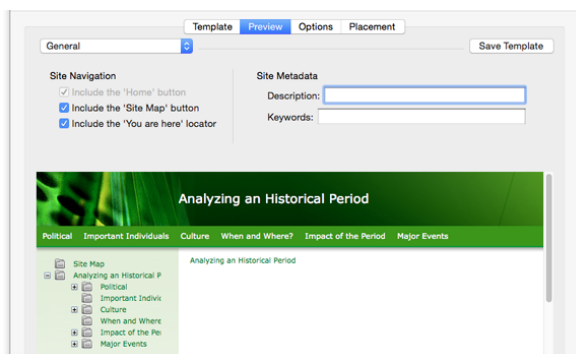 Template Preview Options Placement
General Save Template
Site Navigation
Include the 'Home' button
Include the 'Site Map' button
Include the 'You are here' locator
Site Metadata
Description:
Keywords:
Analyzing an Historical Period
Political Important Individuals Culture When and Where? Impact of the Period Major Events
Site Map
Analyzing an Historical P
Political
Important Indivic
Culture
When and Where
Impact of the Per
Major Events
Analyzing an Historical Period